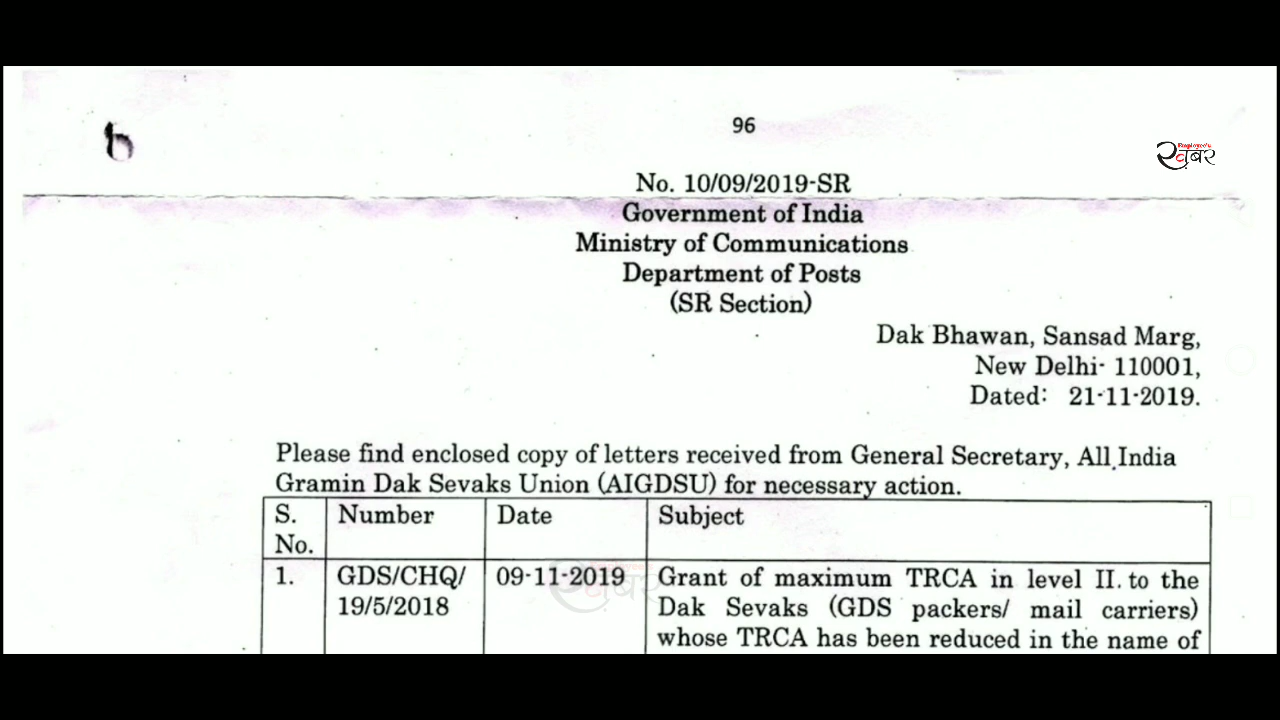 96
Employee's
ख़बर
No. 10/09/2019-SR
Government of India
Ministry of Communications
Department of Posts
(SR Section)
Dak Bhawan, Sansad Marg,
New Delhi- 110001,
Dated: 21-11-2019.
Please find enclosed copy of letters received from General Secretary, All India
Gramin Dak Sevaks Union (AIGDSU) for necessary action.
S. Number Date Subject
No.
1. GDS/CHQ/ 09-11-2019 Grant of maximum TRCA in level II. to the
19/5/2018 Dak Sevaks (GDS packers/ mail carriers)
whose TRCA has been reduced in the name of
ख़बर